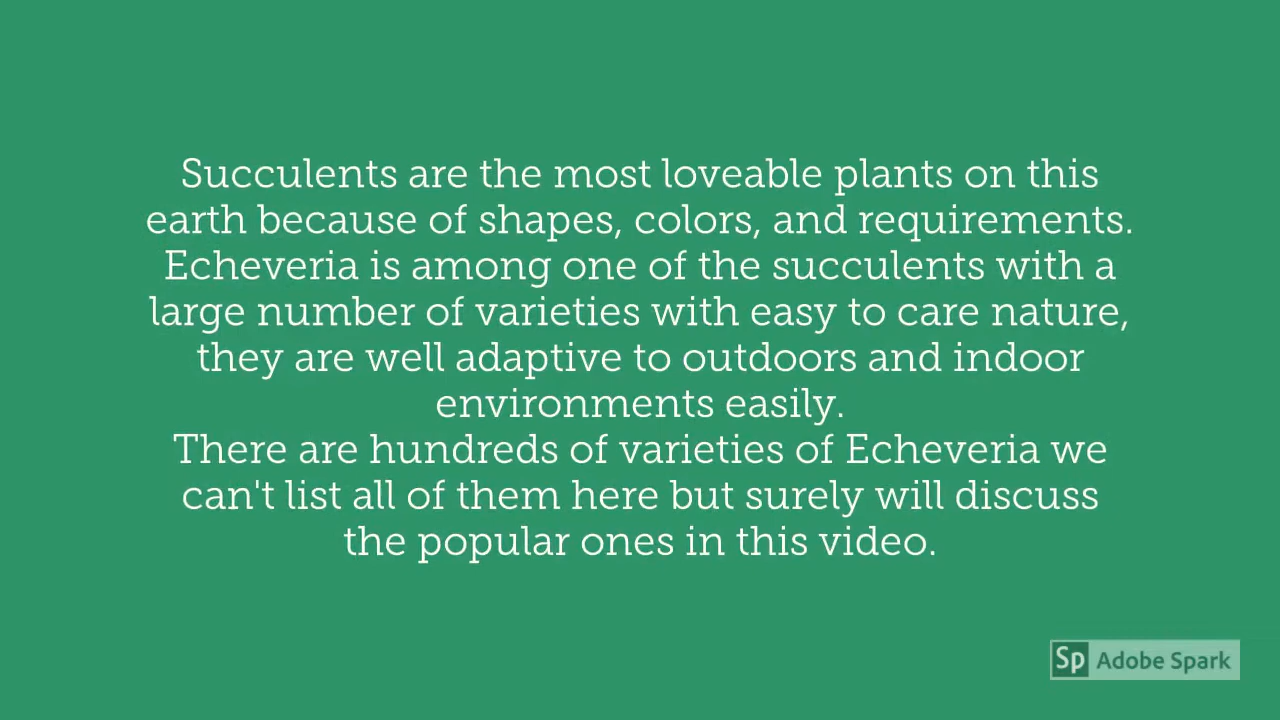 Succulents are the most loveable plants on this
earth because of shapes, colors, and requirements.
Echeveria is among one of the succulents with a
large number of varieties with easy to care nature,
they are well adaptive to outdoors and indoor
environments easily.
There are hundreds of varieties of Echeveria we
can't list all of them here but surely will discuss
the popular ones in this video.
Sp Adobe Spark